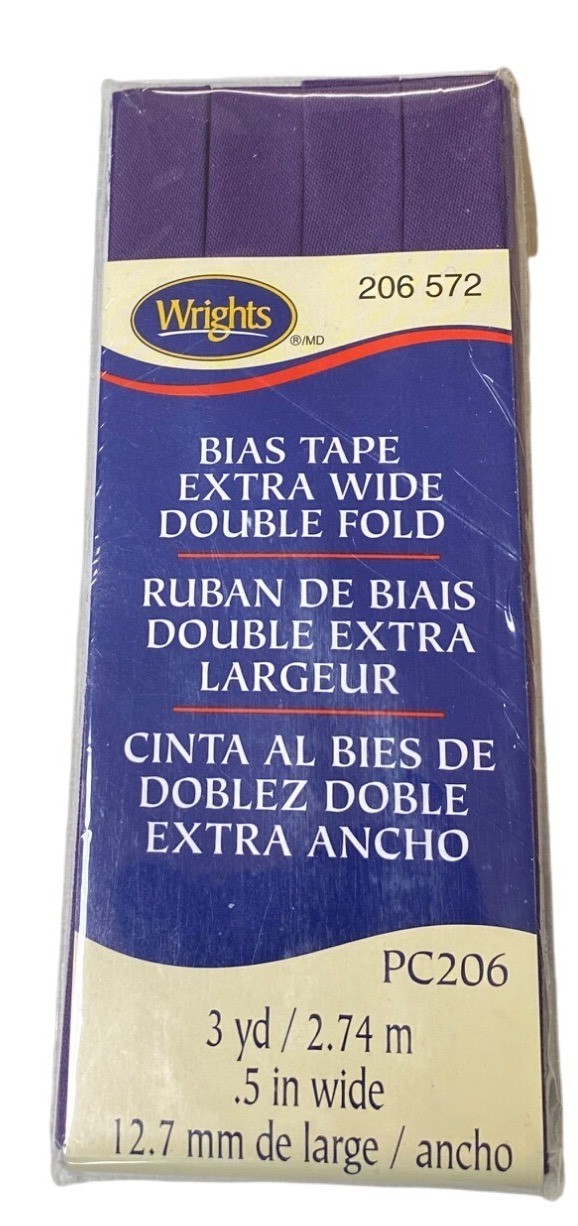 Wrights
®/MD
206 572
BIAS TAPE
EXTRA WIDE
DOUBLE FOLD
RUBAN DE BIAIS
DOUBLE EXTRA
LARGEUR
CINTA AL BIES DE
DOBLEZ DOBLE
EXTRA ANCHO
PC206
3 yd / 2.74 m
.5 in wide
12.7 mm de large / ancho